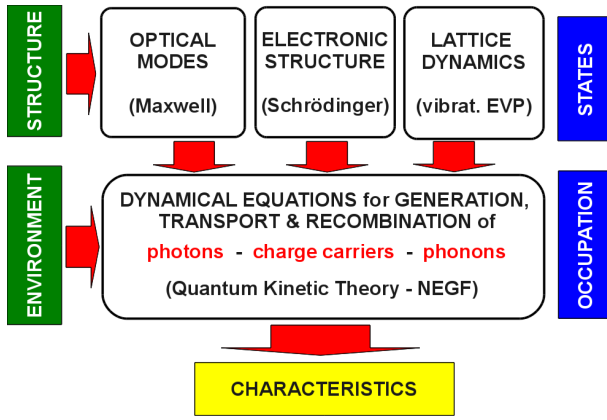 STRUCTURE
OPTICAL
MODES
(Maxwell)
ELECTRONIC
STRUCTURE
(Schrödinger)
LATTICE
DYNAMICS
(vibrat. EVP)
STATES
ENVIRONMENT
DYNAMICAL EQUATIONS for GENERATION,
TRANSPORT & RECOMBINATION of
photons - charge carriers - phonons
(Quantum Kinetic Theory - NEGF)
OCCUPATION
CHARACTERISTICS